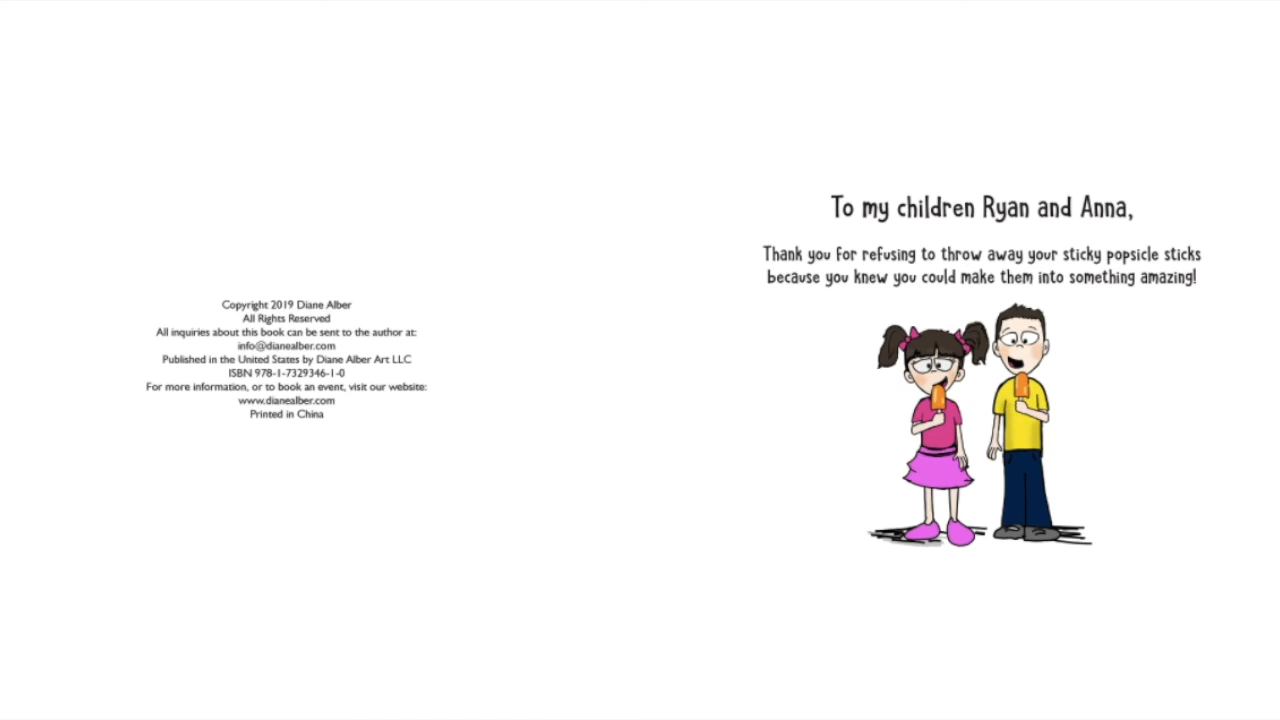 Copyright 2019 Diane Alber
All Rights Reserved
All inquiries about this book can be sent to the author at:
info@dianealber.com
Published in the United States by Diane Alber Art LLC
ISBN 978-1-7329346-1-0
For more information, or to book an event, visit our website:
www.dianealber.com
Printed in China
To my children Ryan and Anna,
Thank you for refusing to throw away your sticky popsicle sticks
because you knew you could make them into something amazing!